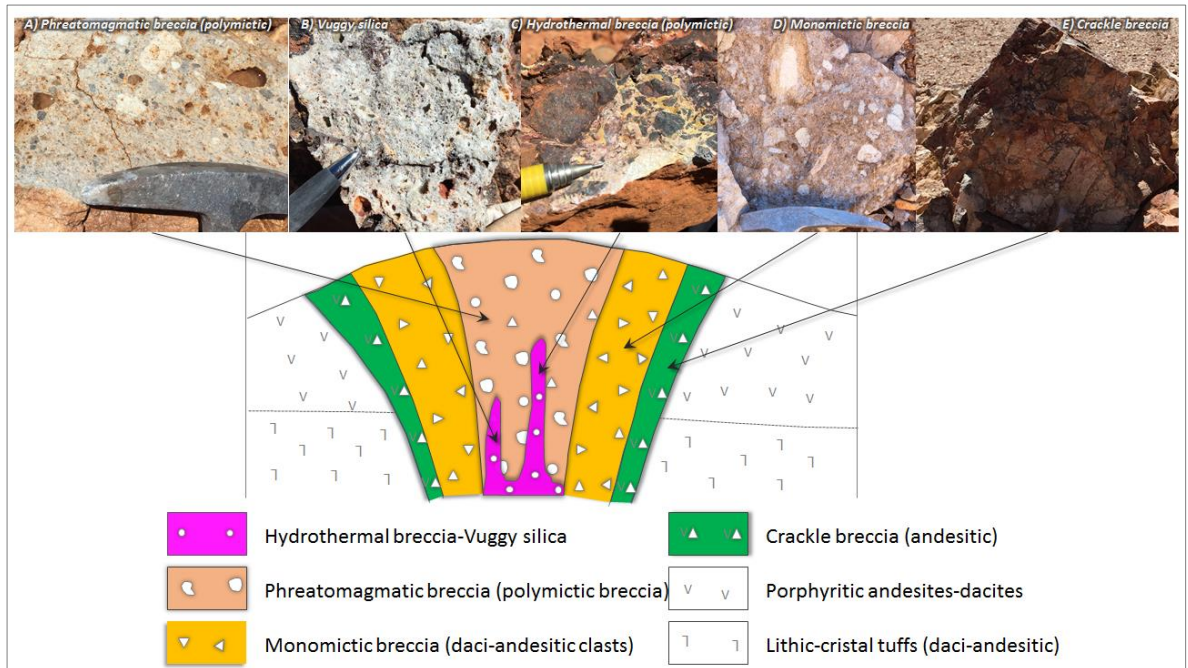 A) Phreatomagmatic breccia (polymictic)
B) Vuggy silica
C) Hydrothermal breccia (polymictic)
D) Monomictic breccia
E) Crackle breccia
Hydrothermal breccia-Vuggy silica
Crackle breccia (andesitic)
Phreatomagmatic breccia (polymictic breccia)
Porphyritic andesites-dacites
Monomictic breccia (daci-andesitic clasts)
Lithic-cristal tuffs (daci-andesitic)